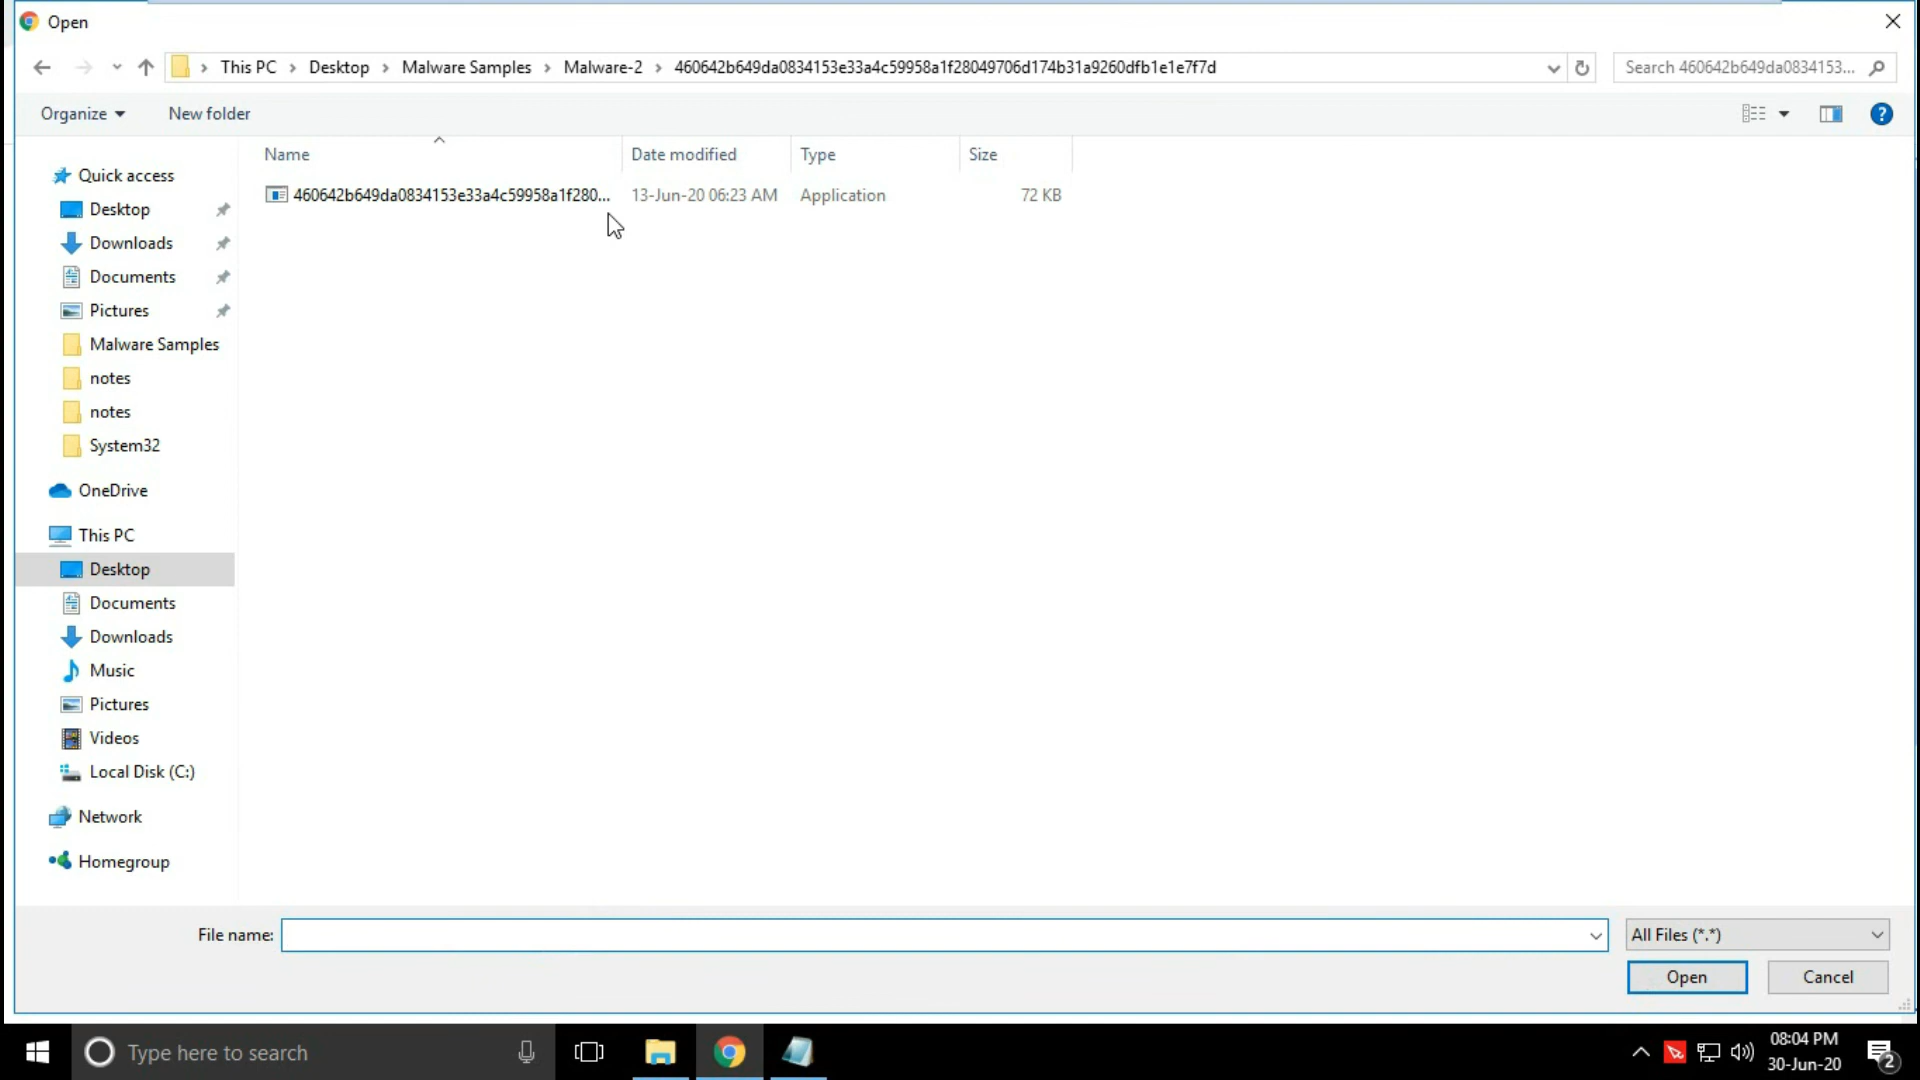 Open
This PC > Desktop > Malware Samples > Malware-2 > 460642b649da0834153e33a4c59958a1f28049706d174b31a9260dfb1e1e7f7d
Search 460642b649da0834153...
Organize
New folder
?
Name
Date modified
Type
Size
460642b649da0834153e33a4c59958a1f280...
13-Jun-20 06:23 AM
Application
72 KB
Quick access
Desktop
Downloads
Documents
Pictures
Malware Samples
notes
notes
System32
OneDrive
This PC
Desktop
Documents
Downloads
Music
Pictures
Videos
Local Disk (C:)
Network
Homegroup
File name:
All Files (*.*)
Open
Cancel
Type here to search
08:04 PM
30-Jun-20
2